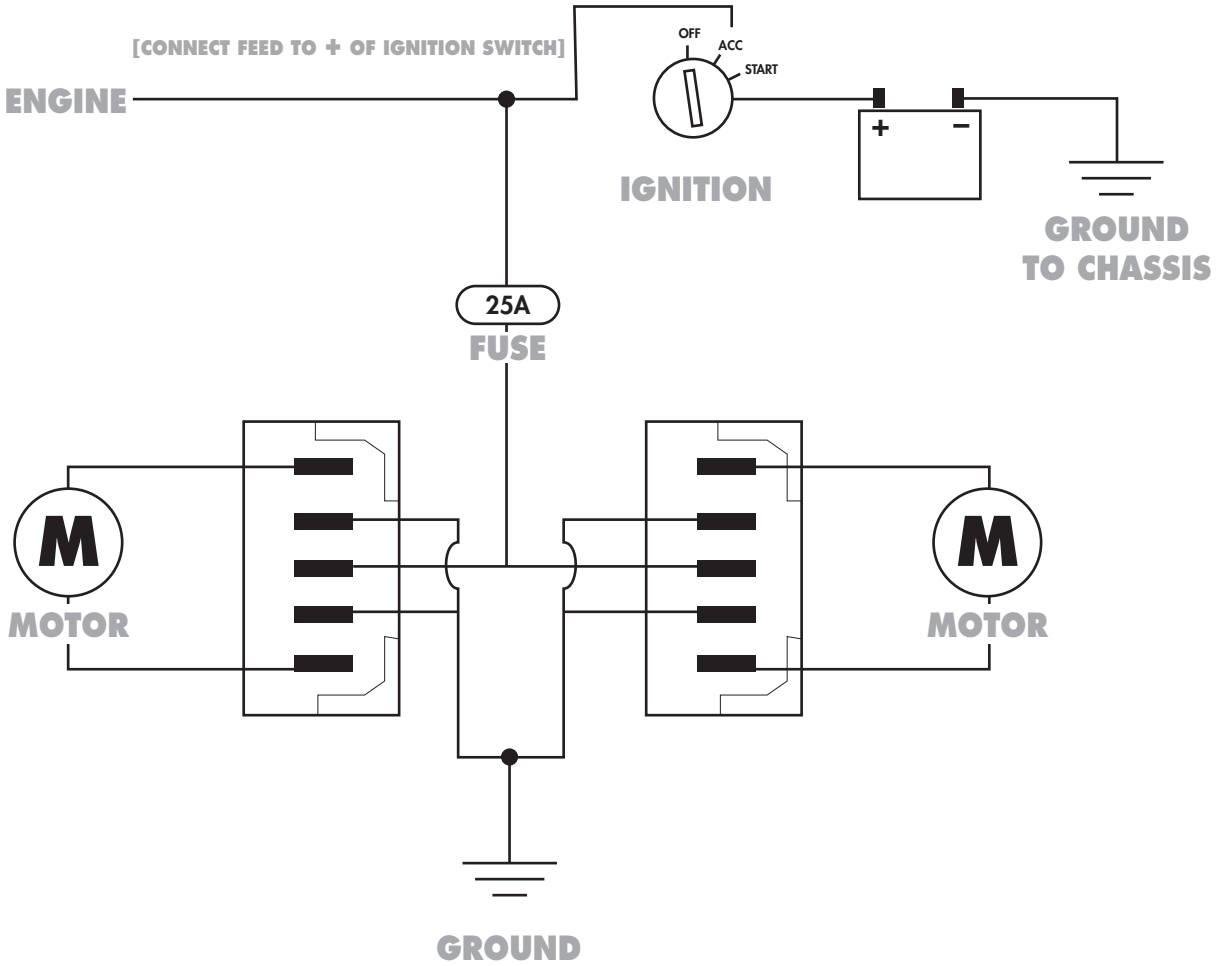 OFF
[CONNECT FEED TO + OF IGNITION SWITCH]
ACC
START
ENGINE
+ −
IGNITION
GROUND
TO CHASSIS
25A
FUSE
M
M
MOTOR
MOTOR
GROUND